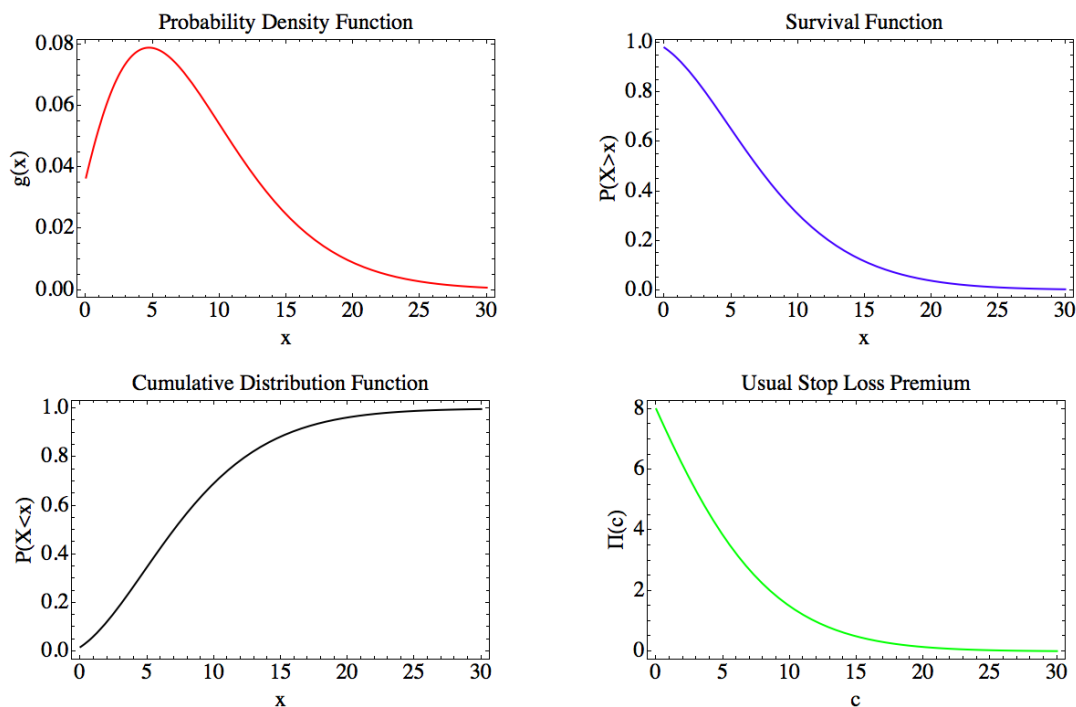 Probability Density Function
0.08
0.06
0.04
0.02
0.00
g(x)
0 5 10 15 20 25 30
x
Survival Function
1.0
0.8
0.6
0.4
0.2
0.0
P(X>x)
0 5 10 15 20 25 30
x
Cumulative Distribution Function
1.0
0.8
0.6
0.4
0.2
0.0
P(X<x)
0 5 10 15 20 25 30
x
Usual Stop Loss Premium
8
6
4
2
0
Π(c)
0 5 10 15 20 25 30
c